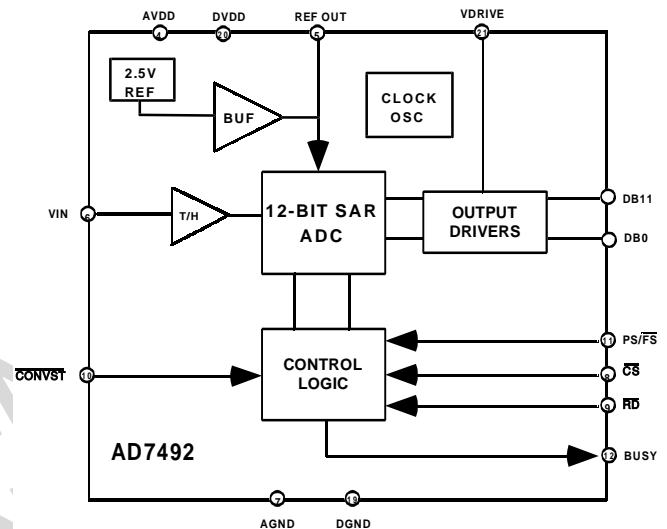 AVDD DVDD REF OUT VDRIVE
4 20 5 21
2.5V
REF
BUF
CLOCK
OSC
VIN
6
T/H
12-BIT SAR
ADC
OUTPUT
DRIVERS
DB11
DB0
CONVST
10
CONTROL
LOGIC
11 PS/FS
8 CS
9 RD
12 BUSY
AD7492
7 19
AGND DGND